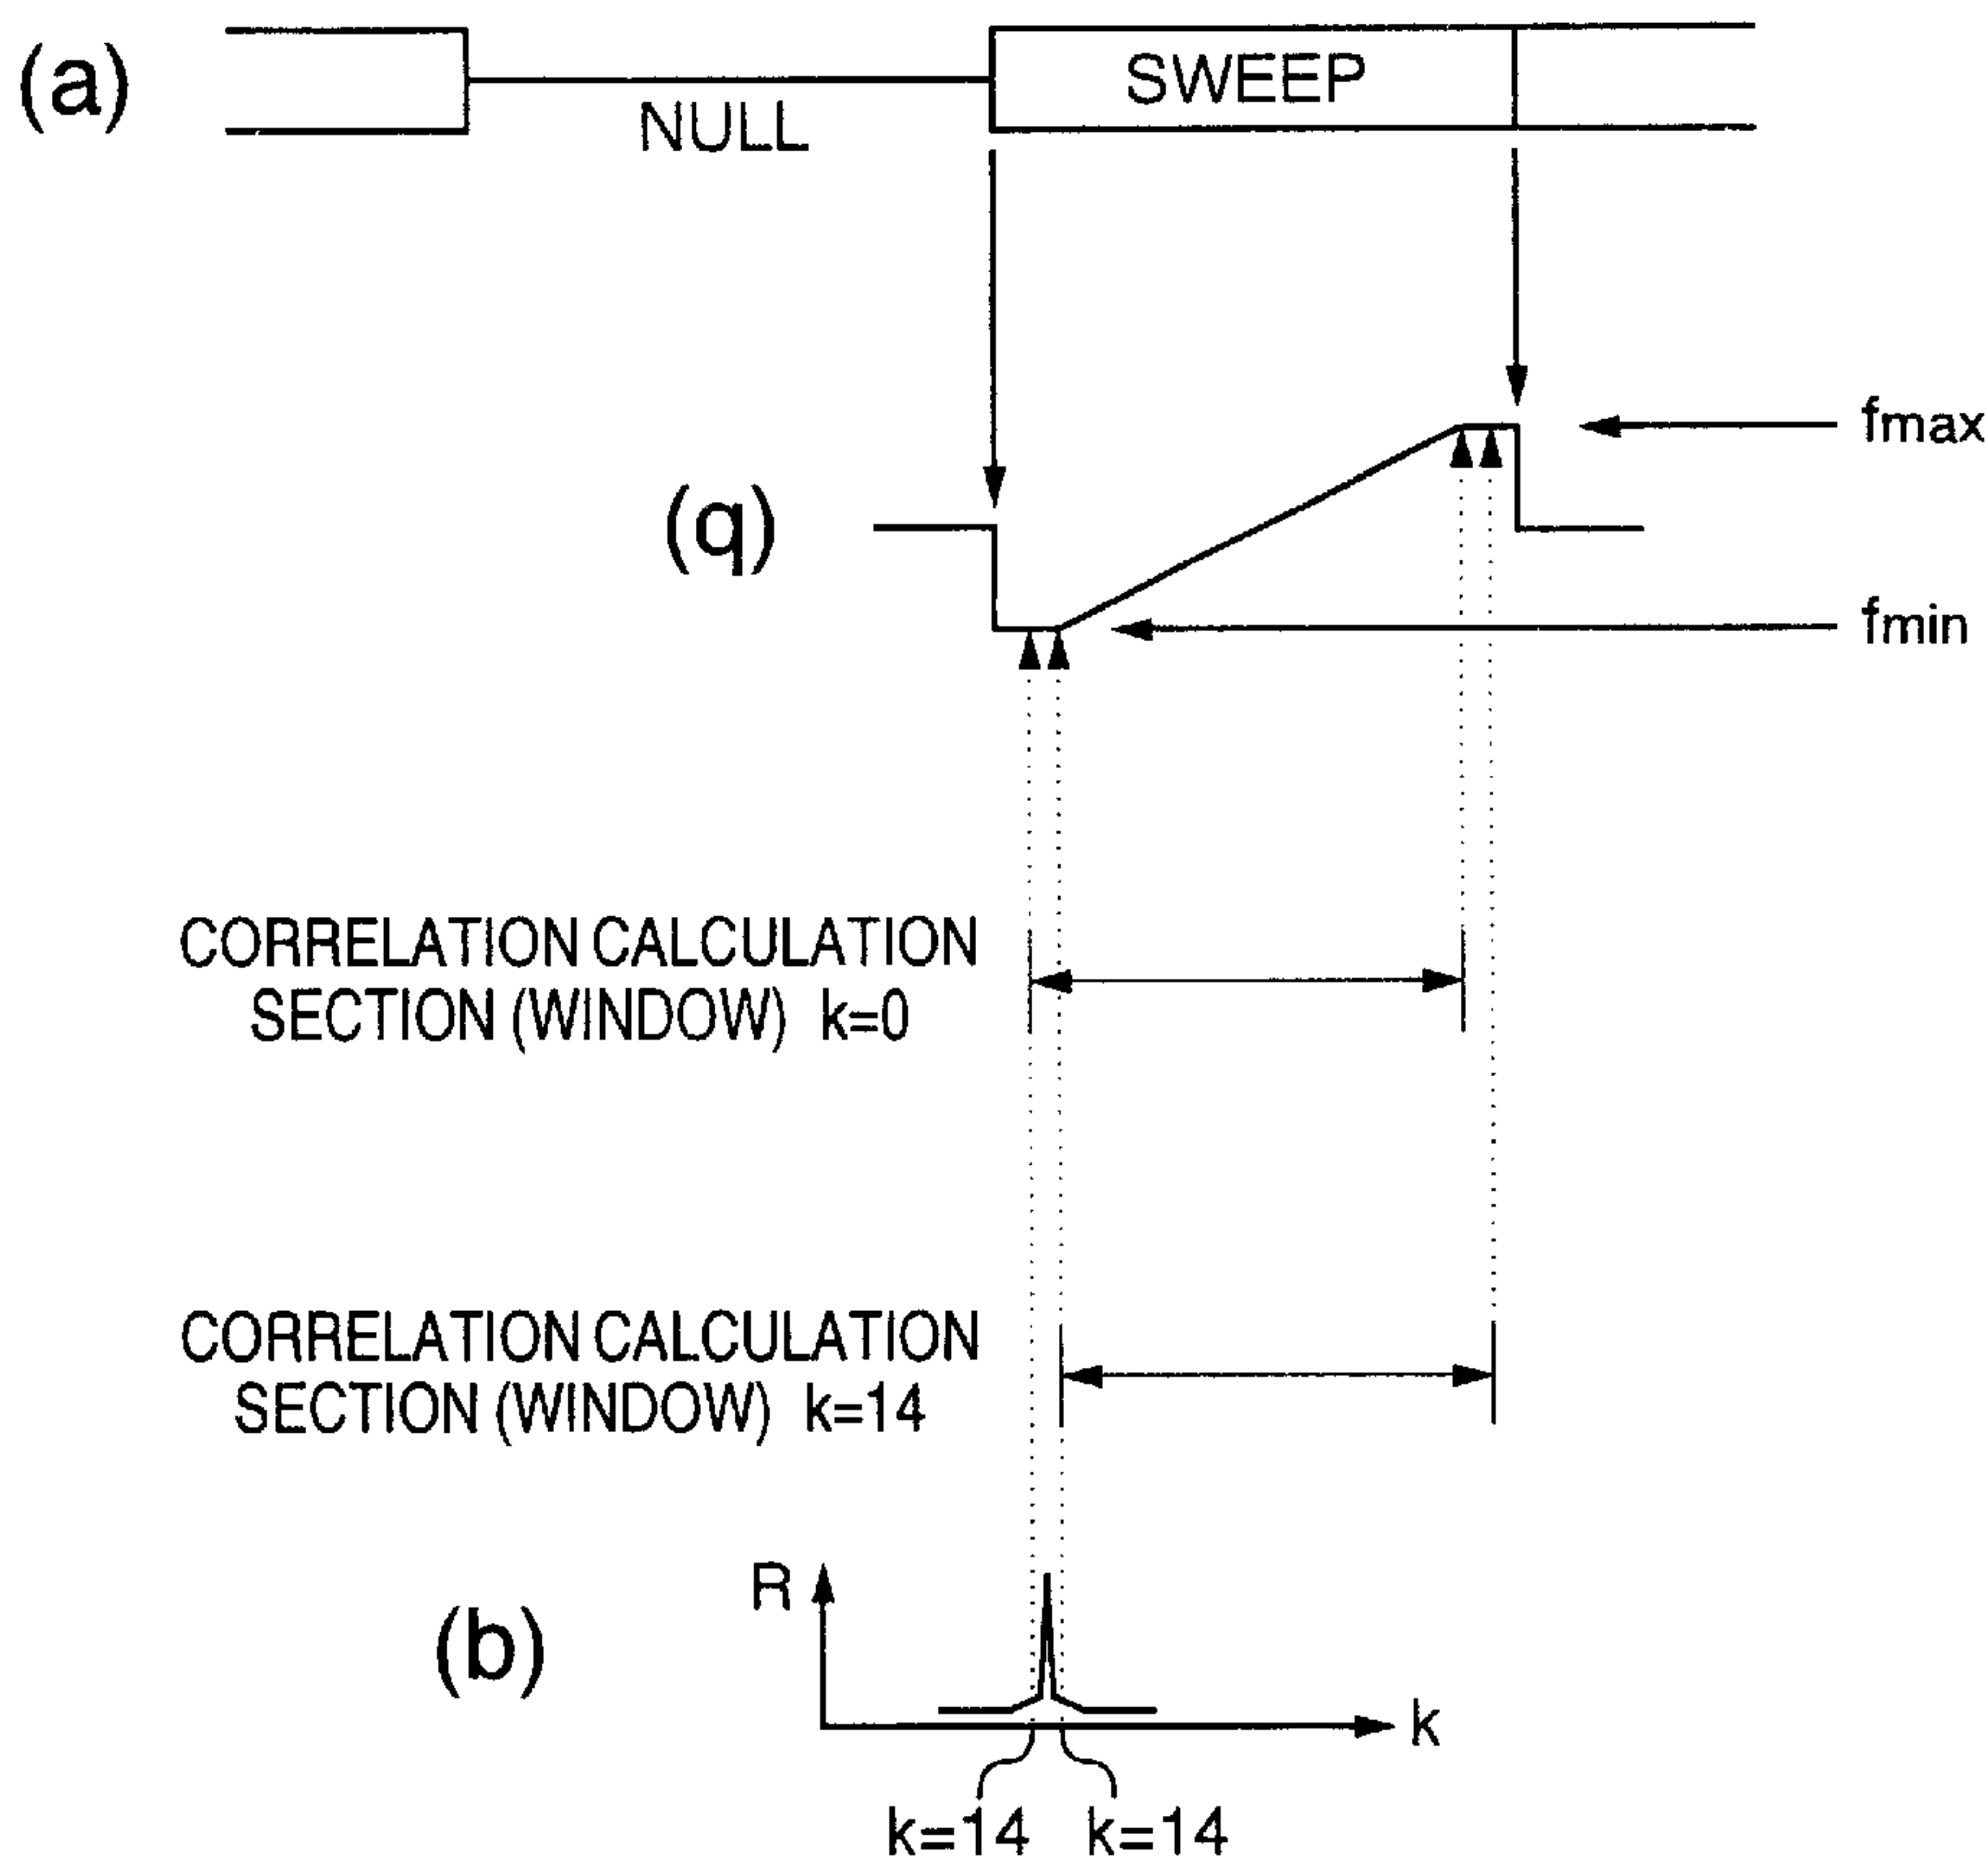 (a)
NULL
SWEEP
fmax
(q)
fmin
CORRELATION CALCULATION
SECTION (WINDOW) k=0
CORRELATION CALCULATION
SECTION (WINDOW) k=14
R
(b)
k
k=14 k=14